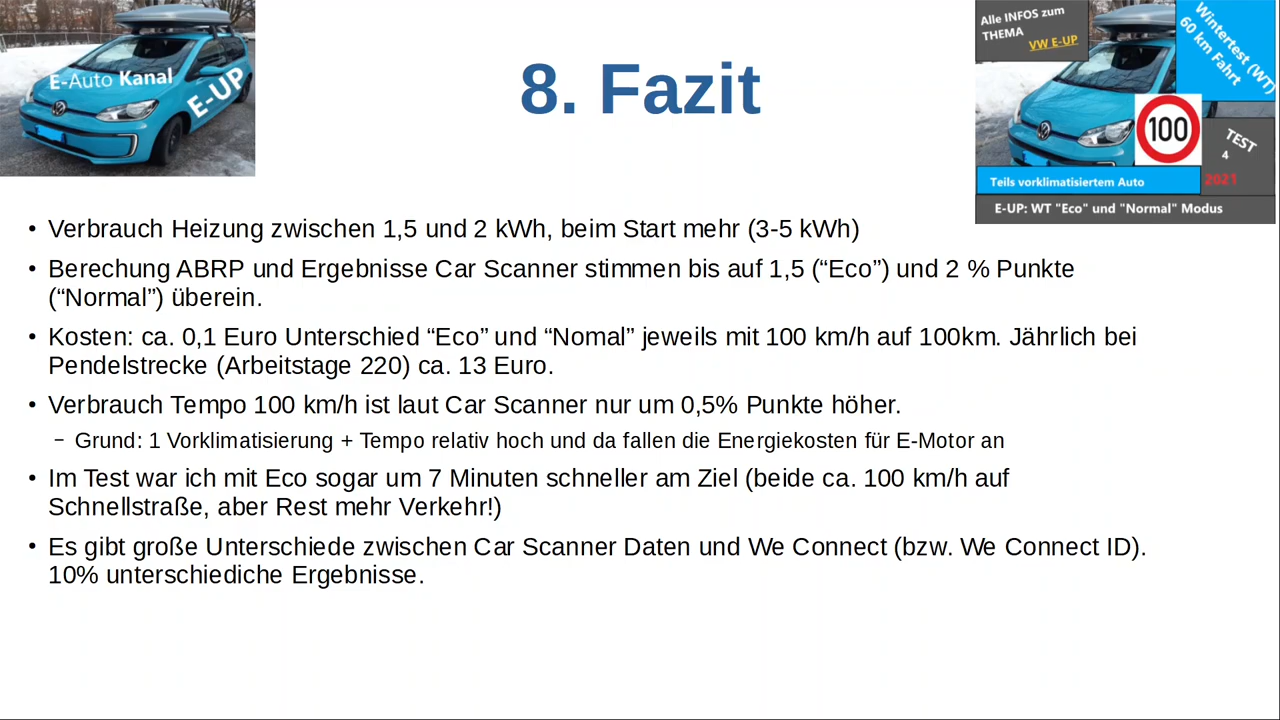 E-Auto Kanal
E-UP
8. Fazit
Alle INFOS zum
THEMA
VW E-UP
Wintertest (WT)
60 km Fahrt
100
TEST
4
2021
Teils vorklimatisiertem Auto
E-UP: WT "Eco" und "Normal" Modus
• Verbrauch Heizung zwischen 1,5 und 2 kWh, beim Start mehr (3-5 kWh)
• Berechung ABRP und Ergebnisse Car Scanner stimmen bis auf 1,5 (“Eco”) und 2 % Punkte
(“Normal”) überein.
• Kosten: ca. 0,1 Euro Unterschied “Eco” und “Nomal” jeweils mit 100 km/h auf 100km. Jährlich bei
Pendelstrecke (Arbeitstage 220) ca. 13 Euro.
• Verbrauch Tempo 100 km/h ist laut Car Scanner nur um 0,5% Punkte höher.
– Grund: 1 Vorklimatisierung + Tempo relativ hoch und da fallen die Energiekosten für E-Motor an
• Im Test war ich mit Eco sogar um 7 Minuten schneller am Ziel (beide ca. 100 km/h auf
Schnellstraße, aber Rest mehr Verkehr!)
• Es gibt große Unterschiede zwischen Car Scanner Daten und We Connect (bzw. We Connect ID).
10% unterschiediche Ergebnisse.